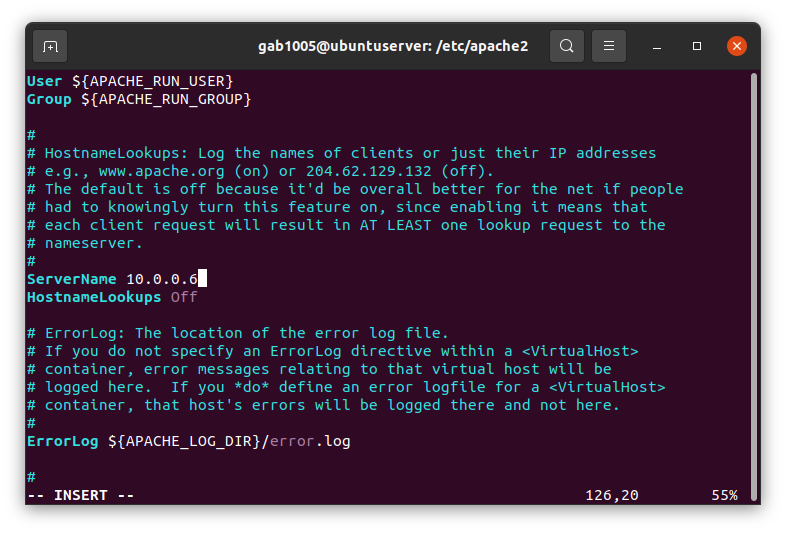 gab1005@ubuntuserver: /etc/apache2
User ${APACHE_RUN_USER}
Group ${APACHE_RUN_GROUP}
#
# HostnameLookups: Log the names of clients or just their IP addresses
# e.g., www.apache.org (on) or 204.62.129.132 (off).
# The default is off because it'd be overall better for the net if people
# had to knowingly turn this feature on, since enabling it means that
# each client request will result in AT LEAST one lookup request to the
# nameserver.
#
ServerName 10.0.0.6
HostnameLookups Off
# ErrorLog: The location of the error log file.
# If you do not specify an ErrorLog directive within a <VirtualHost>
# container, error messages relating to that virtual host will be
# logged here.  If you *do* define an error logfile for a <VirtualHost>
# container, that host's errors will be logged there and not here.
#
ErrorLog ${APACHE_LOG_DIR}/error.log
#
-- INSERT -- 126,20 55%